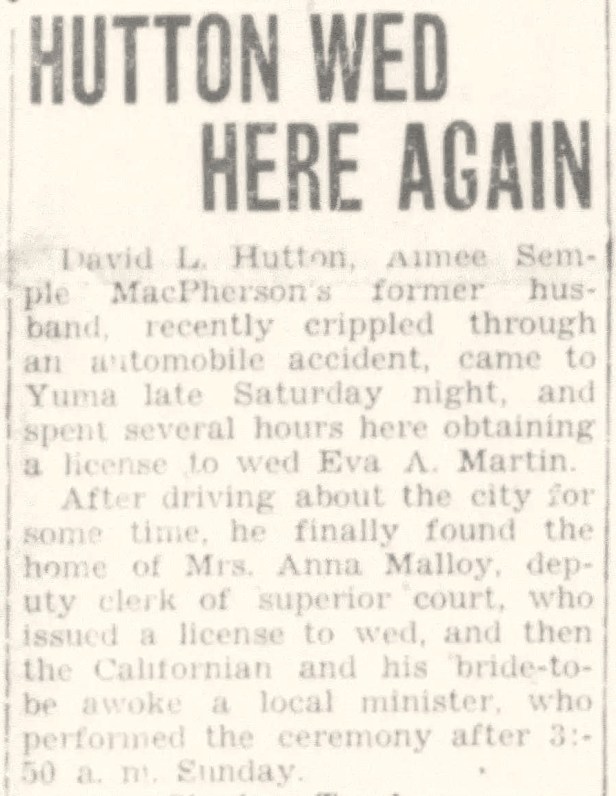 HUTTON WED
HERE AGAIN
David L. Hutton, Aimee Sem-
ple MacPherson's former hus-
band, recently crippled through
an automobile accident, came to
Yuma late Saturday night, and
spent several hours here obtaining
a license to wed Eva A. Martin.
After driving about the city for
some time, he finally found the
home of Mrs. Anna Malloy, dep-
uty clerk of superior court, who
issued a license to wed, and then
the Californian and his bride-to-
be awoke a local minister, who
performed the ceremony after 3:-
50 a. m. Sunday.